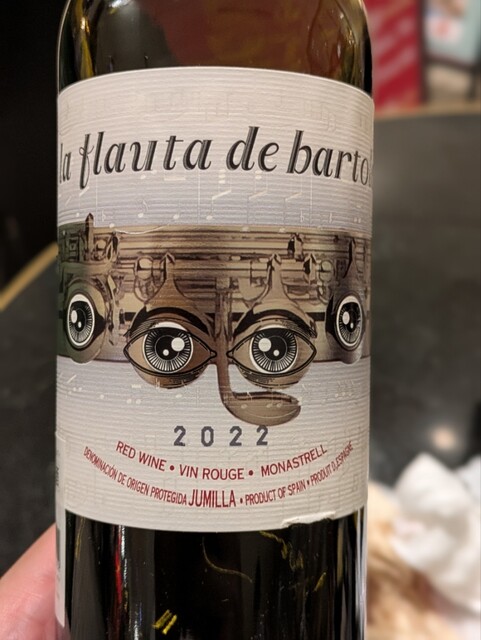 la flauta de barto
2022
RED WINE • VIN ROUGE • MONASTRELL
DENOMINACIÓN DE ORIGEN PROTEGIDA JUMILLA • PRODUCT OF SPAIN • PRODUIT D'ESPAGNE